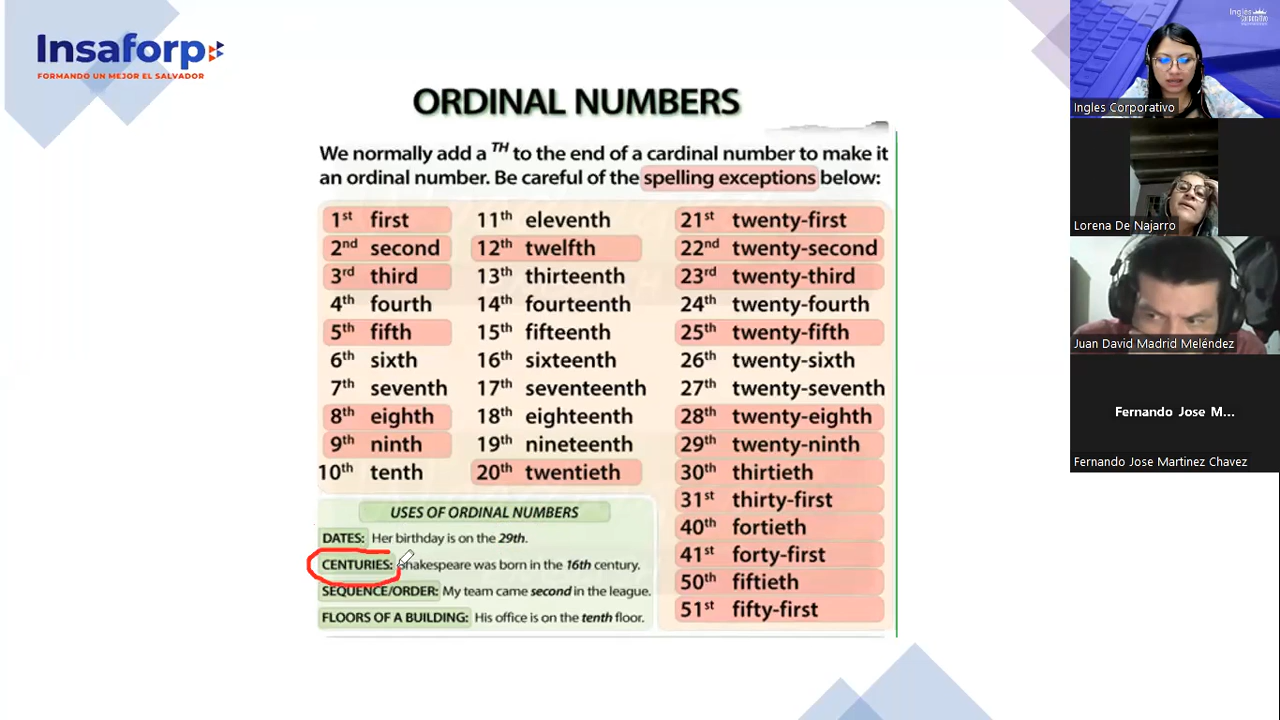 Insaforp
FORMANDO UN MEJOR EL SALVADOR
ORDINAL NUMBERS
We normally add a TH to the end of a cardinal number to make it
an ordinal number. Be careful of the spelling exceptions below:
1st first
2nd second
3rd third
4th fourth
5th fifth
6th sixth
7th seventh
8th eighth
9th ninth
10th tenth
11th eleventh
12th twelfth
13th thirteenth
14th fourteenth
15th fifteenth
16th sixteenth
17th seventeenth
18th eighteenth
19th nineteenth
20th twentieth
21st twenty-first
22nd twenty-second
23rd twenty-third
24th twenty-fourth
25th twenty-fifth
26th twenty-sixth
27th twenty-seventh
28th twenty-eighth
29th twenty-ninth
30th thirtieth
31st thirty-first
40th fortieth
41st forty-first
50th fiftieth
51st fifty-first
USES OF ORDINAL NUMBERS
DATES: Her birthday is on the 29th.
CENTURIES: Shakespeare was born in the 16th century.
SEQUENCE/ORDER: My team came second in the league.
FLOORS OF A BUILDING: His office is on the tenth floor.
Ingles
Ingles Corporativo
Lorena De Najarro
Juan David Madrid Meléndez
Fernando Jose M...
Fernando Jose Martinez Chavez